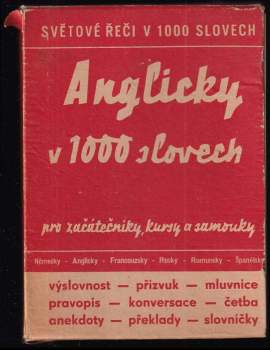 SVĚTOVÉ ŘEČI V 1000 SLOVECH
Anglicky
v 1000 slovech
pro začátečníky, kursy a samouky
Německy - Anglicky - Francouzsky - Rusky - Rumunsky - Španělsky
výslovnost — přízvuk — mluvnice
pravopis — konversace — četba
anekdoty — překlady — slovníčky